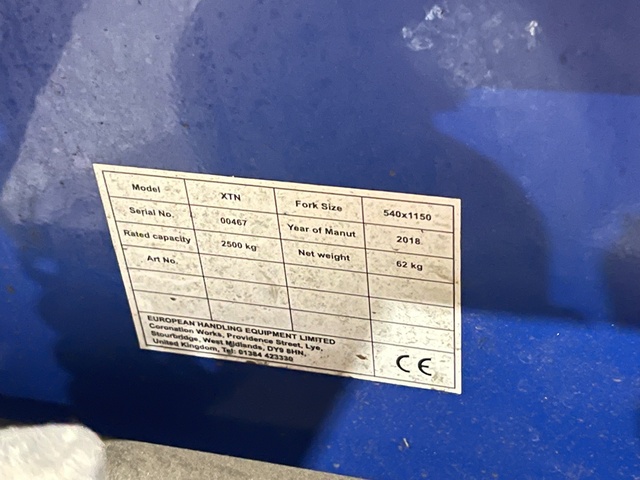 Model XTN Fork Size 540x1150
Serial No. 00467 Year of Manut 2018
Rated capacity 2500 kg Net weight 62 kg
Art No.
EUROPEAN HANDLING EQUIPMENT LIMITED
Coronation Works, Providence Street, Lye,
Stourbridge, West Midlands, DY9 8HN,
United Kingdom, Tel: 01384 423330
CE